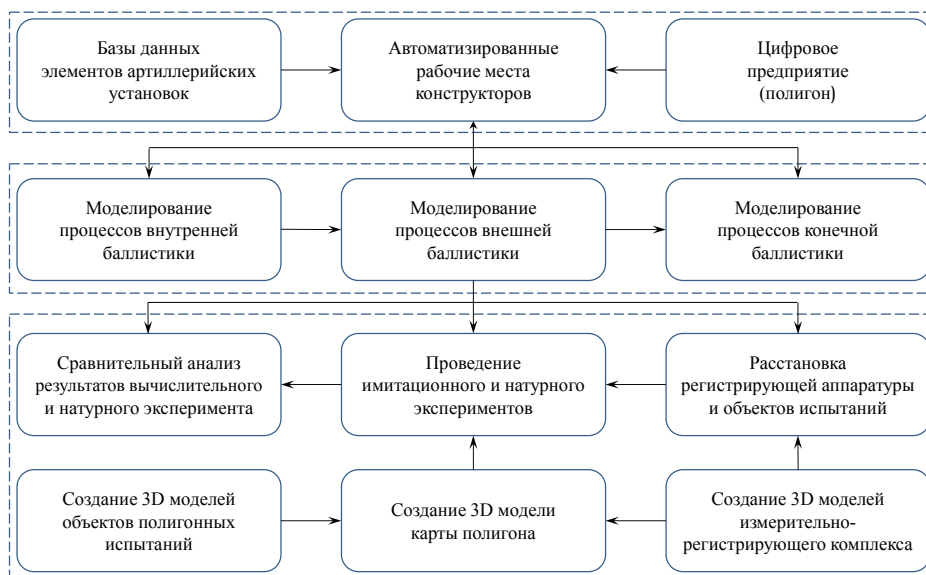 Базы данных
элементов артиллерийских
установок
Автоматизированные
рабочие места
конструкторов
Цифровое
предприятие
(полигон)
Моделирование
процессов внутренней
баллистики
Моделирование
процессов внешней
баллистики
Моделирование
процессов конечной
баллистики
Сравнительный анализ
результатов вычислительного
и натурного эксперимента
Проведение
имитационного и натурного
экспериментов
Расстановка
регистрирующей аппаратуры
и объектов испытаний
Создание 3D моделей
объектов полигонных
испытаний
Создание 3D модели
карты полигона
Создание 3D моделей
измерительно-
регистрирующего комплекса